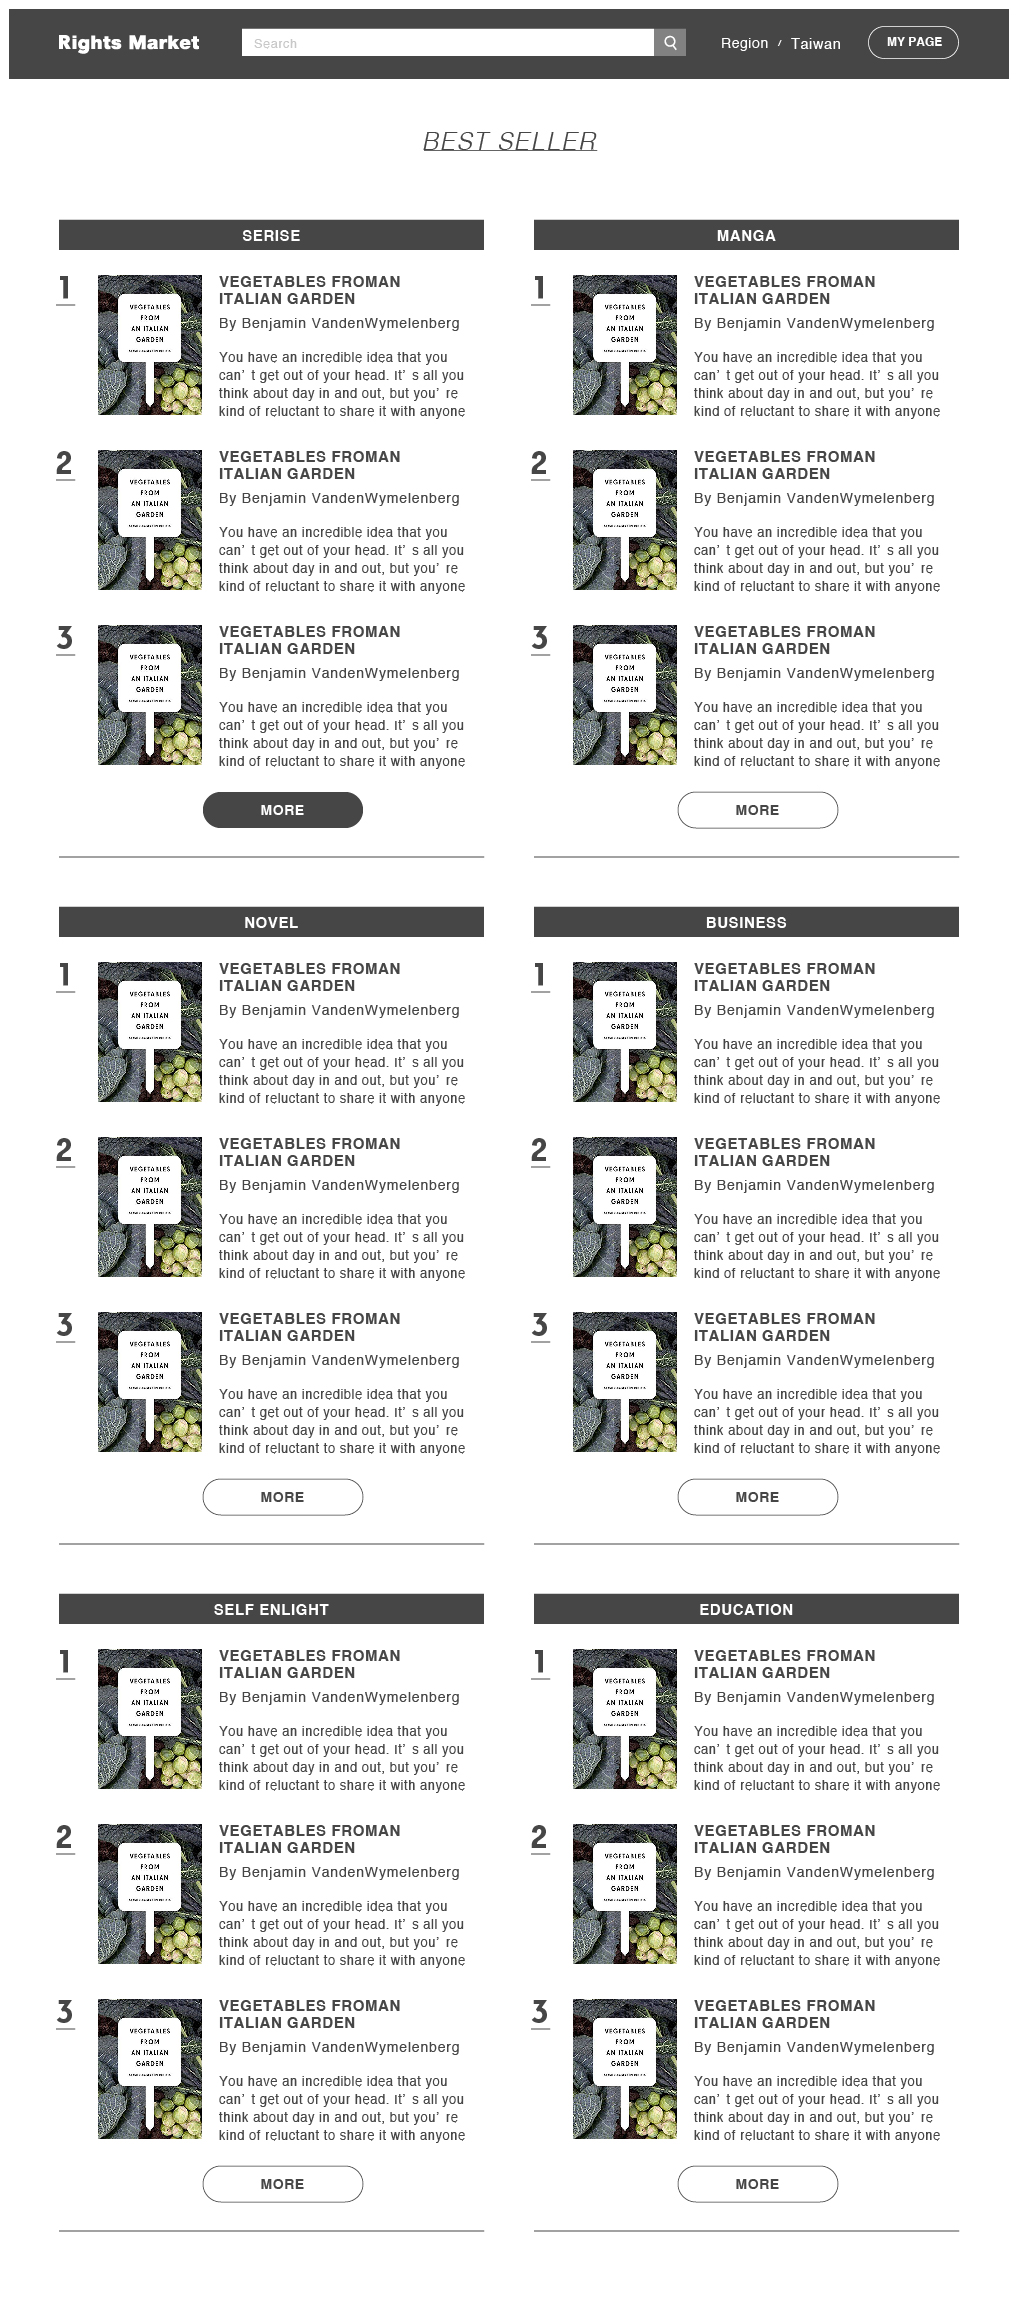 Rights Market
Search
Region / Taiwan
MY PAGE
BEST SELLER
SERISE
1
VEGETABLES
FROM
AN ITALIAN
GARDEN
VEGETABLES FROMAN
ITALIAN GARDEN
By Benjamin VandenWymelenberg
You have an incredible idea that you
can’ t get out of your head. It’ s all you
think about day in and out, but you’ re
kind of reluctant to share it with anyone
2
VEGETABLES
FROM
AN ITALIAN
GARDEN
VEGETABLES FROMAN
ITALIAN GARDEN
By Benjamin VandenWymelenberg
You have an incredible idea that you
can’ t get out of your head. It’ s all you
think about day in and out, but you’ re
kind of reluctant to share it with anyone
3
VEGETABLES
FROM
AN ITALIAN
GARDEN
VEGETABLES FROMAN
ITALIAN GARDEN
By Benjamin VandenWymelenberg
You have an incredible idea that you
can’ t get out of your head. It’ s all you
think about day in and out, but you’ re
kind of reluctant to share it with anyone
MORE
MANGA
1
VEGETABLES
FROM
AN ITALIAN
GARDEN
VEGETABLES FROMAN
ITALIAN GARDEN
By Benjamin VandenWymelenberg
You have an incredible idea that you
can’ t get out of your head. It’ s all you
think about day in and out, but you’ re
kind of reluctant to share it with anyone
2
VEGETABLES
FROM
AN ITALIAN
GARDEN
VEGETABLES FROMAN
ITALIAN GARDEN
By Benjamin VandenWymelenberg
You have an incredible idea that you
can’ t get out of your head. It’ s all you
think about day in and out, but you’ re
kind of reluctant to share it with anyone
3
VEGETABLES
FROM
AN ITALIAN
GARDEN
VEGETABLES FROMAN
ITALIAN GARDEN
By Benjamin VandenWymelenberg
You have an incredible idea that you
can’ t get out of your head. It’ s all you
think about day in and out, but you’ re
kind of reluctant to share it with anyone
MORE
NOVEL
1
VEGETABLES
FROM
AN ITALIAN
GARDEN
VEGETABLES FROMAN
ITALIAN GARDEN
By Benjamin VandenWymelenberg
You have an incredible idea that you
can’ t get out of your head. It’ s all you
think about day in and out, but you’ re
kind of reluctant to share it with anyone
2
VEGETABLES
FROM
AN ITALIAN
GARDEN
VEGETABLES FROMAN
ITALIAN GARDEN
By Benjamin VandenWymelenberg
You have an incredible idea that you
can’ t get out of your head. It’ s all you
think about day in and out, but you’ re
kind of reluctant to share it with anyone
3
VEGETABLES
FROM
AN ITALIAN
GARDEN
VEGETABLES FROMAN
ITALIAN GARDEN
By Benjamin VandenWymelenberg
You have an incredible idea that you
can’ t get out of your head. It’ s all you
think about day in and out, but you’ re
kind of reluctant to share it with anyone
MORE
BUSINESS
1
VEGETABLES
FROM
AN ITALIAN
GARDEN
VEGETABLES FROMAN
ITALIAN GARDEN
By Benjamin VandenWymelenberg
You have an incredible idea that you
can’ t get out of your head. It’ s all you
think about day in and out, but you’ re
kind of reluctant to share it with anyone
2
VEGETABLES
FROM
AN ITALIAN
GARDEN
VEGETABLES FROMAN
ITALIAN GARDEN
By Benjamin VandenWymelenberg
You have an incredible idea that you
can’ t get out of your head. It’ s all you
think about day in and out, but you’ re
kind of reluctant to share it with anyone
3
VEGETABLES
FROM
AN ITALIAN
GARDEN
VEGETABLES FROMAN
ITALIAN GARDEN
By Benjamin VandenWymelenberg
You have an incredible idea that you
can’ t get out of your head. It’ s all you
think about day in and out, but you’ re
kind of reluctant to share it with anyone
MORE
SELF ENLIGHT
1
VEGETABLES
FROM
AN ITALIAN
GARDEN
VEGETABLES FROMAN
ITALIAN GARDEN
By Benjamin VandenWymelenberg
You have an incredible idea that you
can’ t get out of your head. It’ s all you
think about day in and out, but you’ re
kind of reluctant to share it with anyone
2
VEGETABLES
FROM
AN ITALIAN
GARDEN
VEGETABLES FROMAN
ITALIAN GARDEN
By Benjamin VandenWymelenberg
You have an incredible idea that you
can’ t get out of your head. It’ s all you
think about day in and out, but you’ re
kind of reluctant to share it with anyone
3
VEGETABLES
FROM
AN ITALIAN
GARDEN
VEGETABLES FROMAN
ITALIAN GARDEN
By Benjamin VandenWymelenberg
You have an incredible idea that you
can’ t get out of your head. It’ s all you
think about day in and out, but you’ re
kind of reluctant to share it with anyone
MORE
EDUCATION
1
VEGETABLES
FROM
AN ITALIAN
GARDEN
VEGETABLES FROMAN
ITALIAN GARDEN
By Benjamin VandenWymelenberg
You have an incredible idea that you
can’ t get out of your head. It’ s all you
think about day in and out, but you’ re
kind of reluctant to share it with anyone
2
VEGETABLES
FROM
AN ITALIAN
GARDEN
VEGETABLES FROMAN
ITALIAN GARDEN
By Benjamin VandenWymelenberg
You have an incredible idea that you
can’ t get out of your head. It’ s all you
think about day in and out, but you’ re
kind of reluctant to share it with anyone
3
VEGETABLES
FROM
AN ITALIAN
GARDEN
VEGETABLES FROMAN
ITALIAN GARDEN
By Benjamin VandenWymelenberg
You have an incredible idea that you
can’ t get out of your head. It’ s all you
think about day in and out, but you’ re
kind of reluctant to share it with anyone
MORE